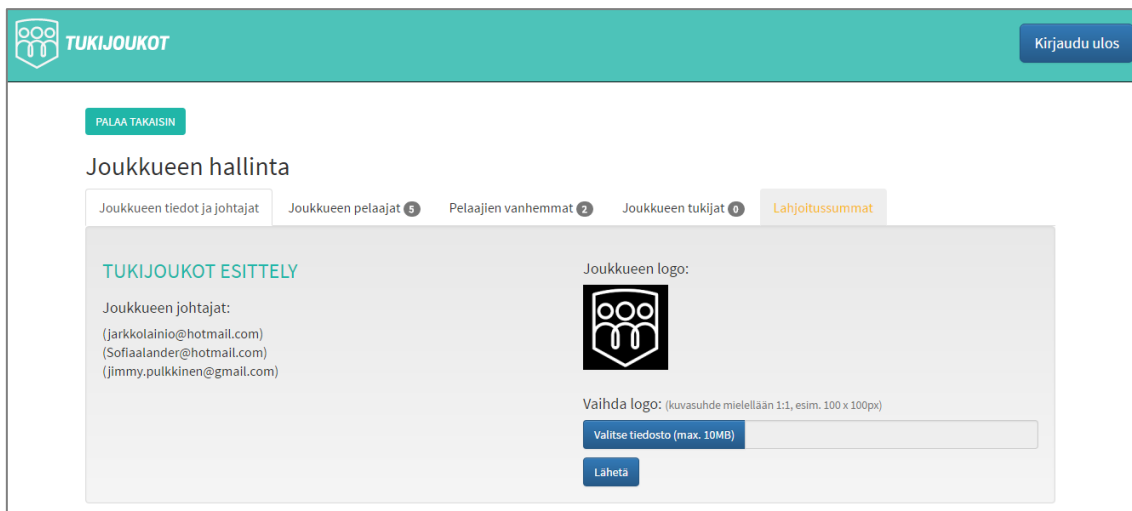 TUKIJOUKOT
Kirjaudu ulos
PALAA TAKAISIN
Joukkueen hallinta
Joukkueen tiedot ja johtajat Joukkueen pelaajat 5 Pelaajien vanhemmat 2 Joukkueen tukijat 0 Lahjoitussummat
TUKIJOUKOT ESITTELY
Joukkueen johtajat:
(jarkkolainio@hotmail.com)
(Sofiaalander@hotmail.com)
(jimmy.pulkkinen@gmail.com)
Joukkueen logo:
Vaihda logo: (kuvasuhde mielellään 1:1, esim. 100 x 100px)
Valitse tiedosto (max. 10MB)
Lähetä